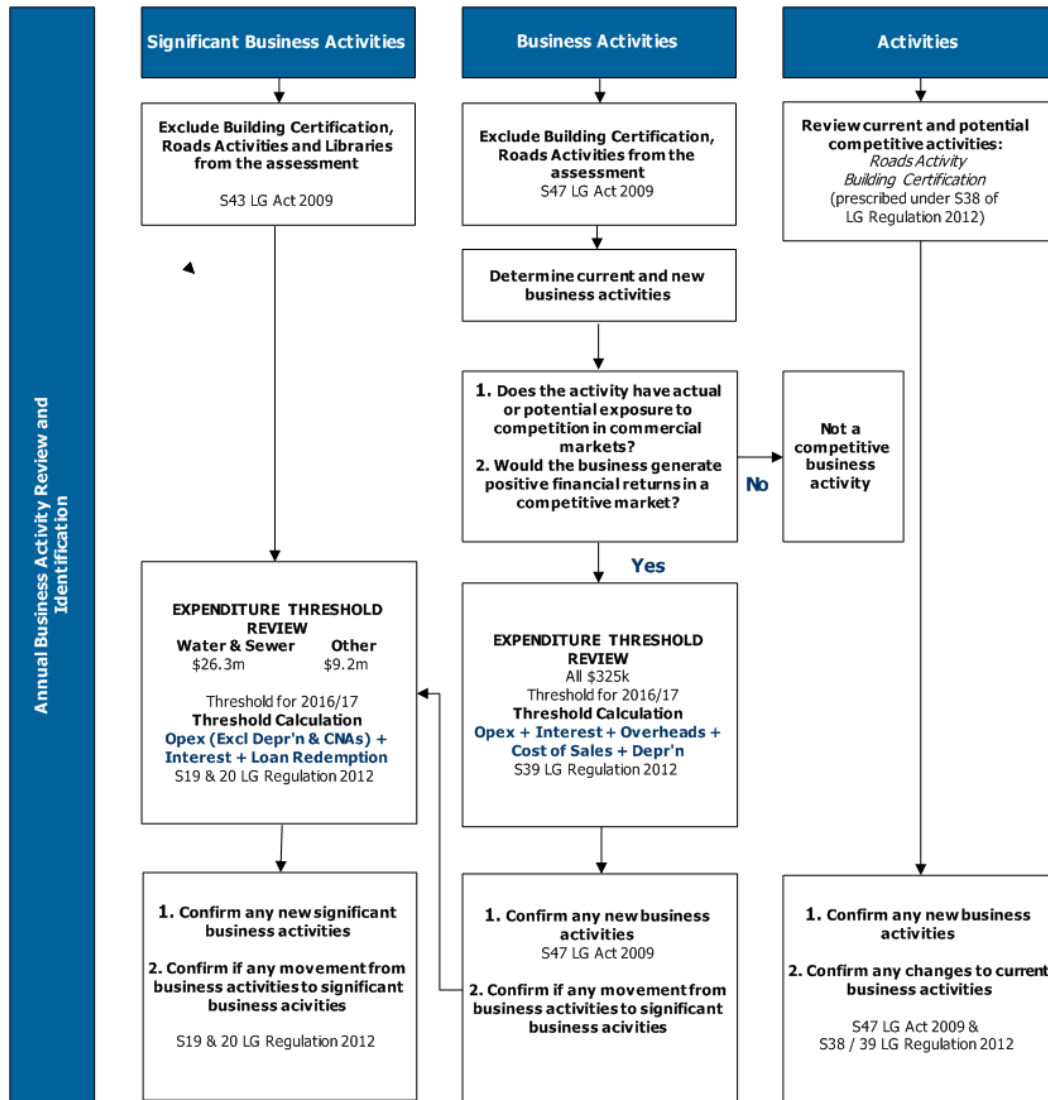 Annual Business Activity Review and
Identification
Significant Business Activities
Exclude Building Certification,
Roads Activities and Libraries
from the assessment
S43 LG Act 2009
EXPENDITURE THRESHOLD
REVIEW
Water & Sewer Other
$26.3m $9.2m
Threshold for 2016/17
Threshold Calculation
Opex (Excl Depr'n & CNAs) +
Interest + Loan Redemption
S19 & 20 LG Regulation 2012
1. Confirm any new significant
business activities
2. Confirm if any movement from
business activities to significant
business acivities
S19 & 20 LG Regulation 2012
Business Activities
Exclude Building Certification,
Roads Activities from the
assessment
S47 LG Act 2009
Determine current and new
business activities
1. Does the activity have actual
or potential exposure to
competition in commercial
markets?
2. Would the business generate
positive financial returns in a
competitive market?
No
Not a
competitive
business
activity
Yes
EXPENDITURE THRESHOLD
REVIEW
All $325k
Threshold for 2016/17
Threshold Calculation
Opex + Interest + Overheads +
Cost of Sales + Depr'n
S39 LG Regulation 2012
1. Confirm any new business
activities
S47 LG Act 2009
2. Confirm if any movement from
business activities to significant
business acivities
Activities
Review current and potential
competitive activities:
Roads Activity
Building Certification
(prescribed under S38 of
LG Regulation 2012)
1. Confirm any new business
activities
2. Confirm any changes to current
business activities
S47 LG Act 2009 &
S38 / 39 LG Regulation 2012